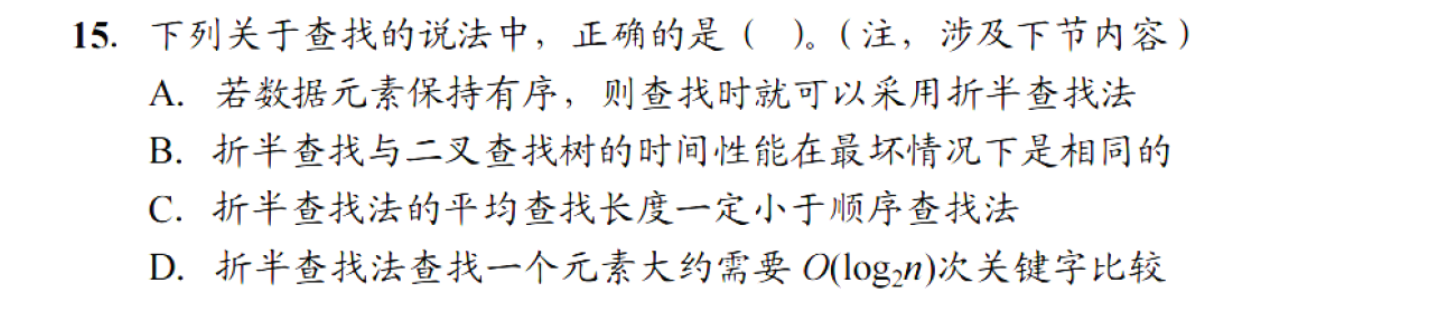 15. 下列关于查找的说法中，正确的是（ ）。（注，涉及下节内容）
A. 若数据元素保持有序，则查找时就可以采用折半查找法
B. 折半查找与二叉查找树的时间性能在最坏情况下是相同的
C. 折半查找法的平均查找长度一定小于顺序查找法
D. 折半查找法查找一个元素大约需要 O(log₂n)次关键字比较